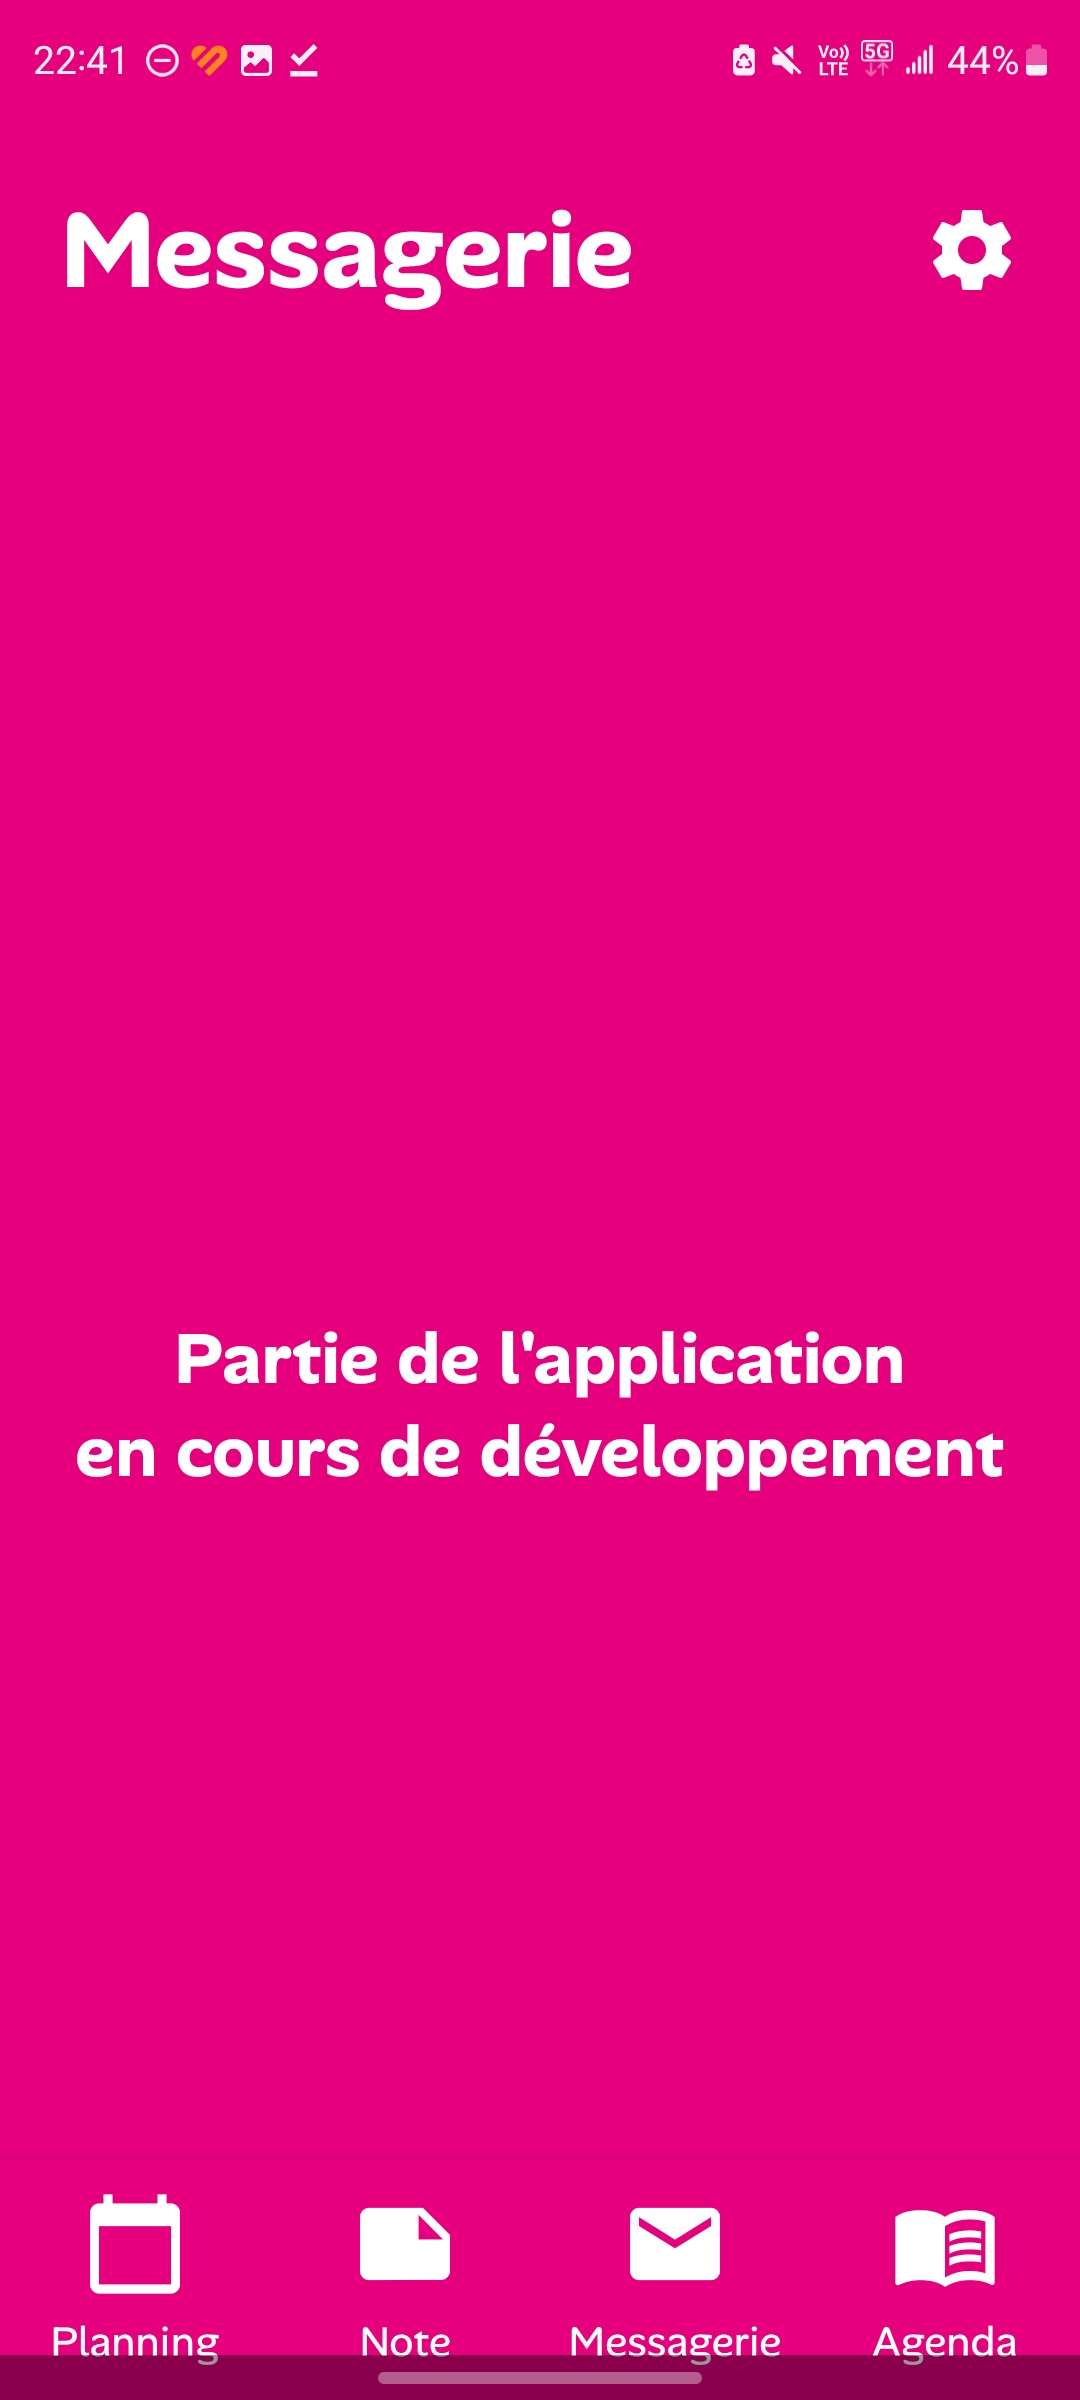 22:41
Vo)) LTE 5G 44%
Messagerie
Partie de l'application
en cours de développement
Planning Note Messagerie Agenda